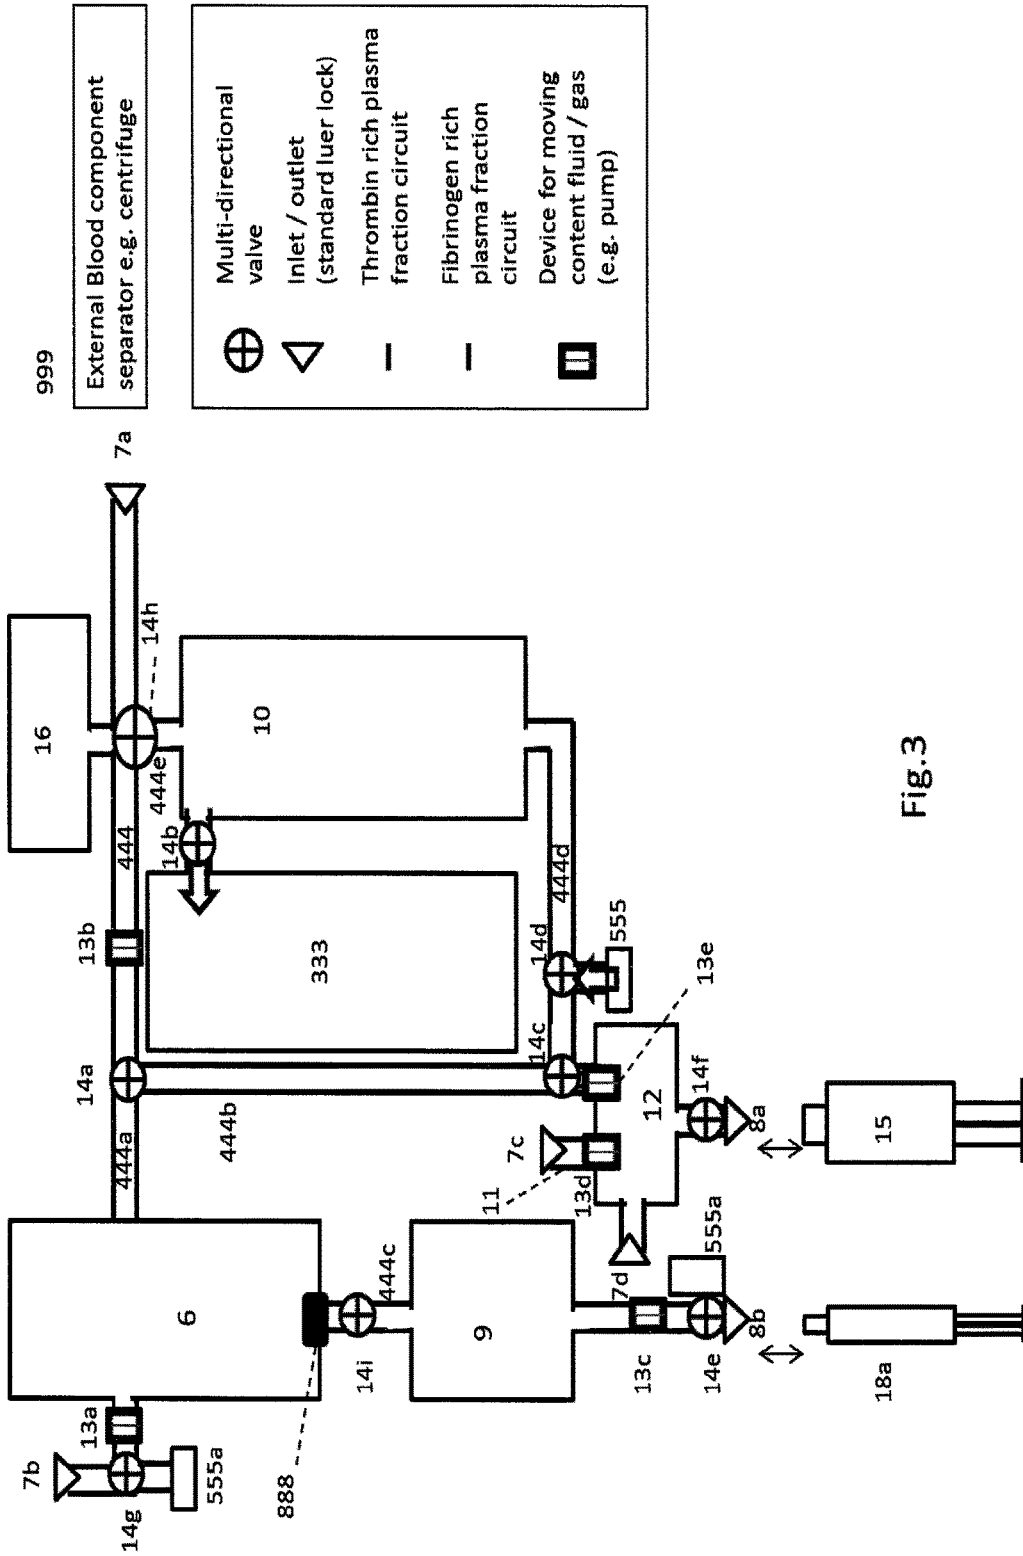 999
External Blood component
separator e.g. centrifuge
Multi-directional
valve
Inlet / outlet
(standard luer lock)
Thrombin rich plasma
fraction circuit
Fibrinogen rich
plasma fraction
circuit
Device for moving
content fluid / gas
(e.g. pump)
7a
16
14h
444
444e
10
14b
13b
333
444d
14d
555
14c
13e
14a
444a
444b
7c
11
13d
12
14f
8a
15
7d
555a
6
444c
9
14i
13c
14e
8b
18a
7b
13a
14g
555a
888
Fig.3